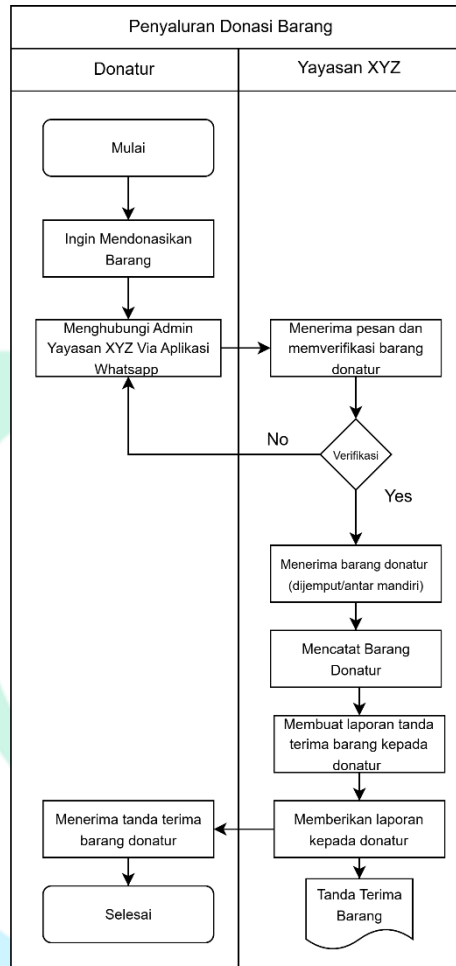 Penyaluran Donasi Barang
Donatur
Yayasan XYZ
Mulai
Ingin Mendonasikan
Barang
Menghubungi Admin
Yayasan XYZ Via Aplikasi
Whatsapp
Menerima pesan dan
memverifikasi barang
donatur
Verifikasi
No
Yes
Menerima barang donatur
(dijemput/antar mandiri)
Mencatat Barang
Donatur
Membuat laporan tanda
terima barang kepada
donatur
Memberikan laporan
kepada donatur
Menerima tanda terima
barang donatur
Selesai
Tanda Terima
Barang